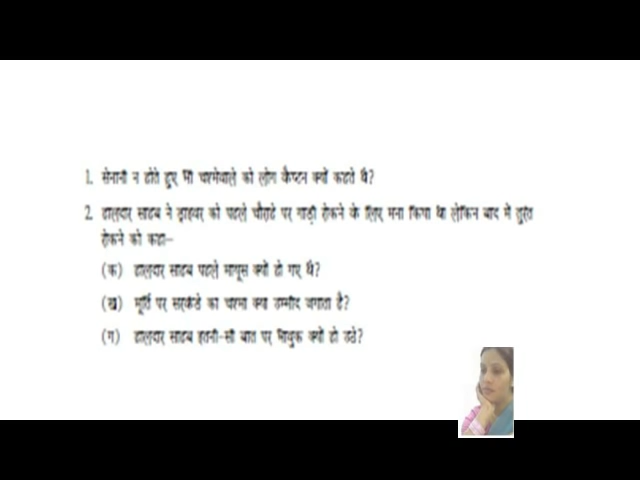 1. सेनानी न होते हुए भी चश्मेवाले को लोग कैप्टन क्यों कहते थे?
2. हालदार साहब ने ड्राइवर को पहले चौराहे पर गाड़ी रोकने के लिए मना किया था लेकिन बाद में तुरंत
रोकने को कहा–
(क) हालदार साहब पहले मायूस क्यों हो गए थे?
(ख) मूर्ति पर सरकंडे का चश्मा क्या उम्मीद जगाता है?
(ग) हालदार साहब इतनी-सी बात पर भावुक क्यों हो उठे?